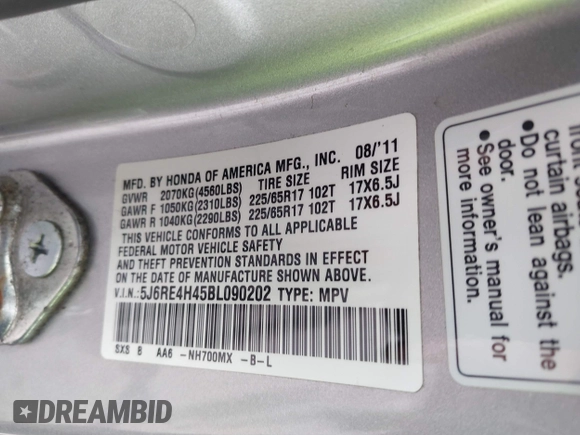 MFD. BY HONDA OF AMERICA MFG., INC. 08/'11
GVWR 2070KG(4560LBS) TIRE SIZE RIM SIZE
GAWR F 1050KG(2310LBS) 225/65R17 102T 17X6.5J
GAWR R 1040KG(2290LBS) 225/65R17 102T 17X6.5J
THIS VEHICLE CONFORMS TO ALL APPLICABLE
FEDERAL MOTOR VEHICLE SAFETY
AND THEFT PREVENTION STANDARDS IN EFFECT
ON THE DATE OF MANUFACTURE SHOWN ABOVE.
V.I.N.:5J6RE4H45BL090202 TYPE: MPV
SXS 8 AA6 -NH700MX -B-L
curtain airbags.
• Do not lean against the
door.
• See owner's manual for
more information.
DREAMBID